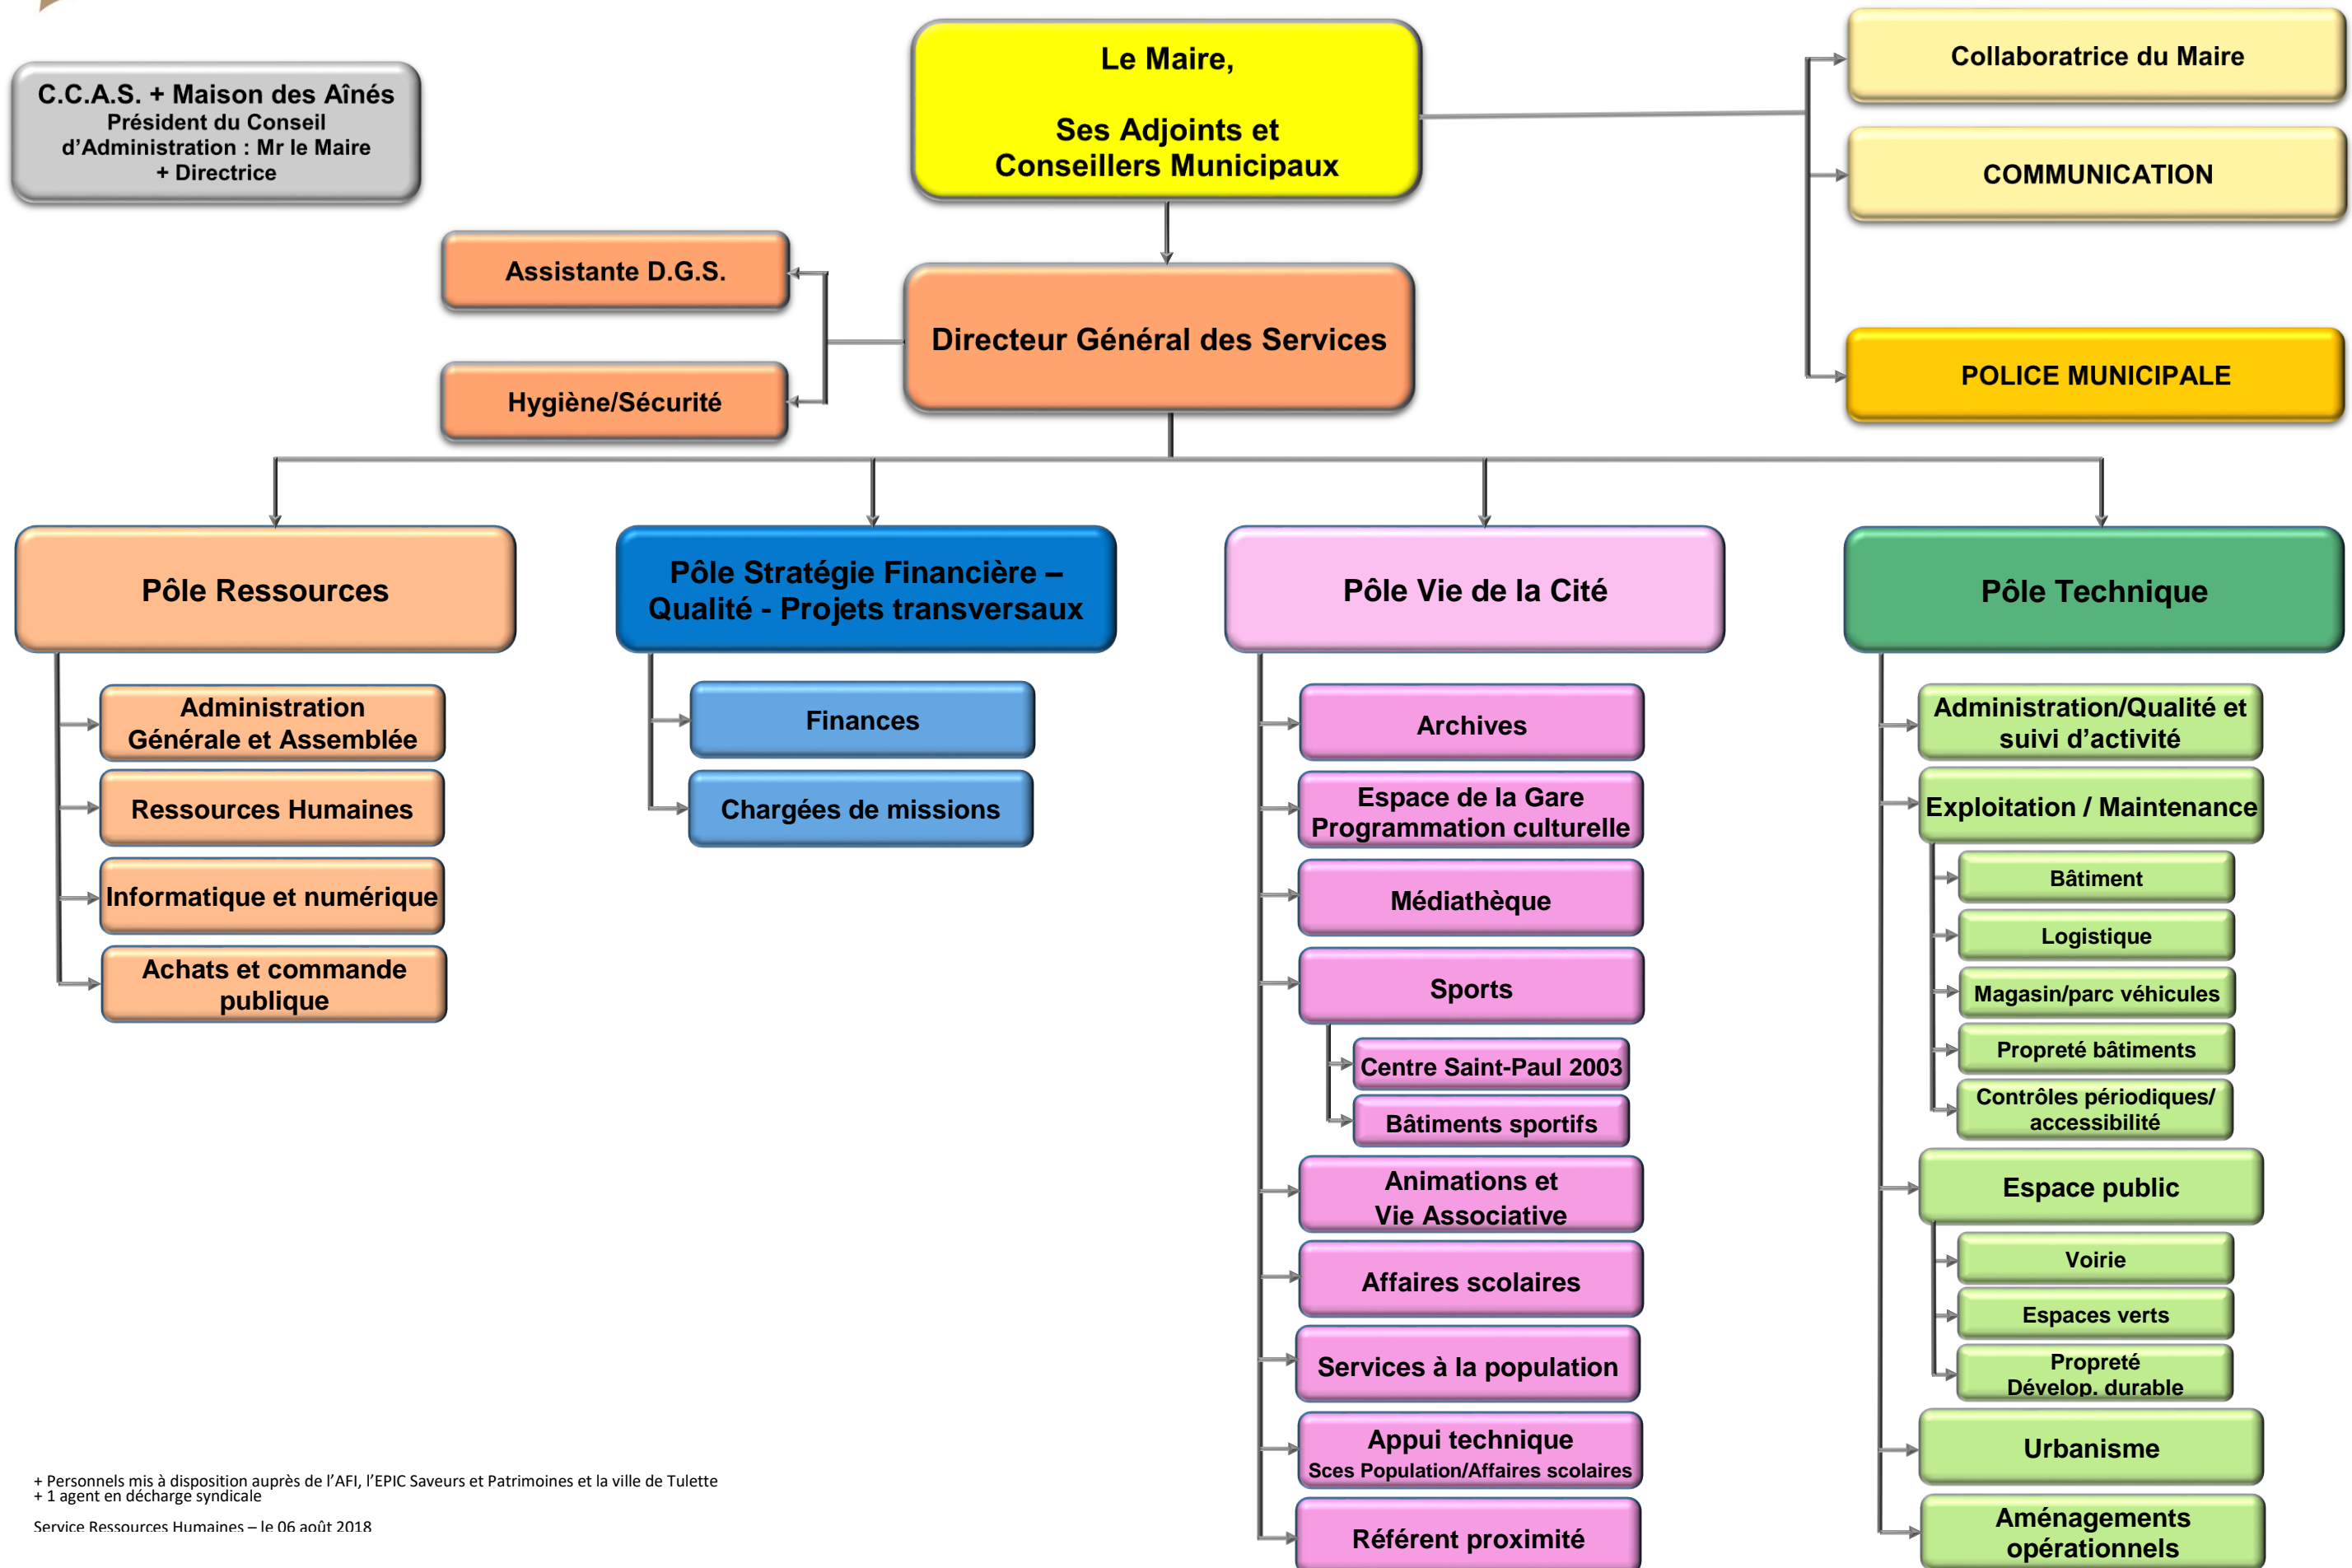 C.C.A.S. + Maison des Aînés
Président du Conseil
d’Administration : Mr le Maire
+ Directrice
Le Maire,
Ses Adjoints et
Conseillers Municipaux
Collaboratrice du Maire
COMMUNICATION
POLICE MUNICIPALE
Assistante D.G.S.
Hygiène/Sécurité
Directeur Général des Services
Pôle Ressources
Administration
Générale et Assemblée
Ressources Humaines
Informatique et numérique
Achats et commande
publique
Pôle Stratégie Financière –
Qualité - Projets transversaux
Finances
Chargées de missions
Pôle Vie de la Cité
Archives
Espace de la Gare
Programmation culturelle
Médiathèque
Sports
Centre Saint-Paul 2003
Bâtiments sportifs
Animations et
Vie Associative
Affaires scolaires
Services à la population
Appui technique
Sces Population/Affaires scolaires
Référent proximité
Pôle Technique
Administration/Qualité et
suivi d’activité
Exploitation / Maintenance
Bâtiment
Logistique
Magasin/parc véhicules
Propreté bâtiments
Contrôles périodiques/
accessibilité
Espace public
Voirie
Espaces verts
Propreté
Dévelop. durable
Urbanisme
Aménagements
opérationnels
+ Personnels mis à disposition auprès de l’AFI, l’EPIC Saveurs et Patrimoines et la ville de Tulette
+ 1 agent en décharge syndicale
Service Ressources Humaines – le 06 août 2018